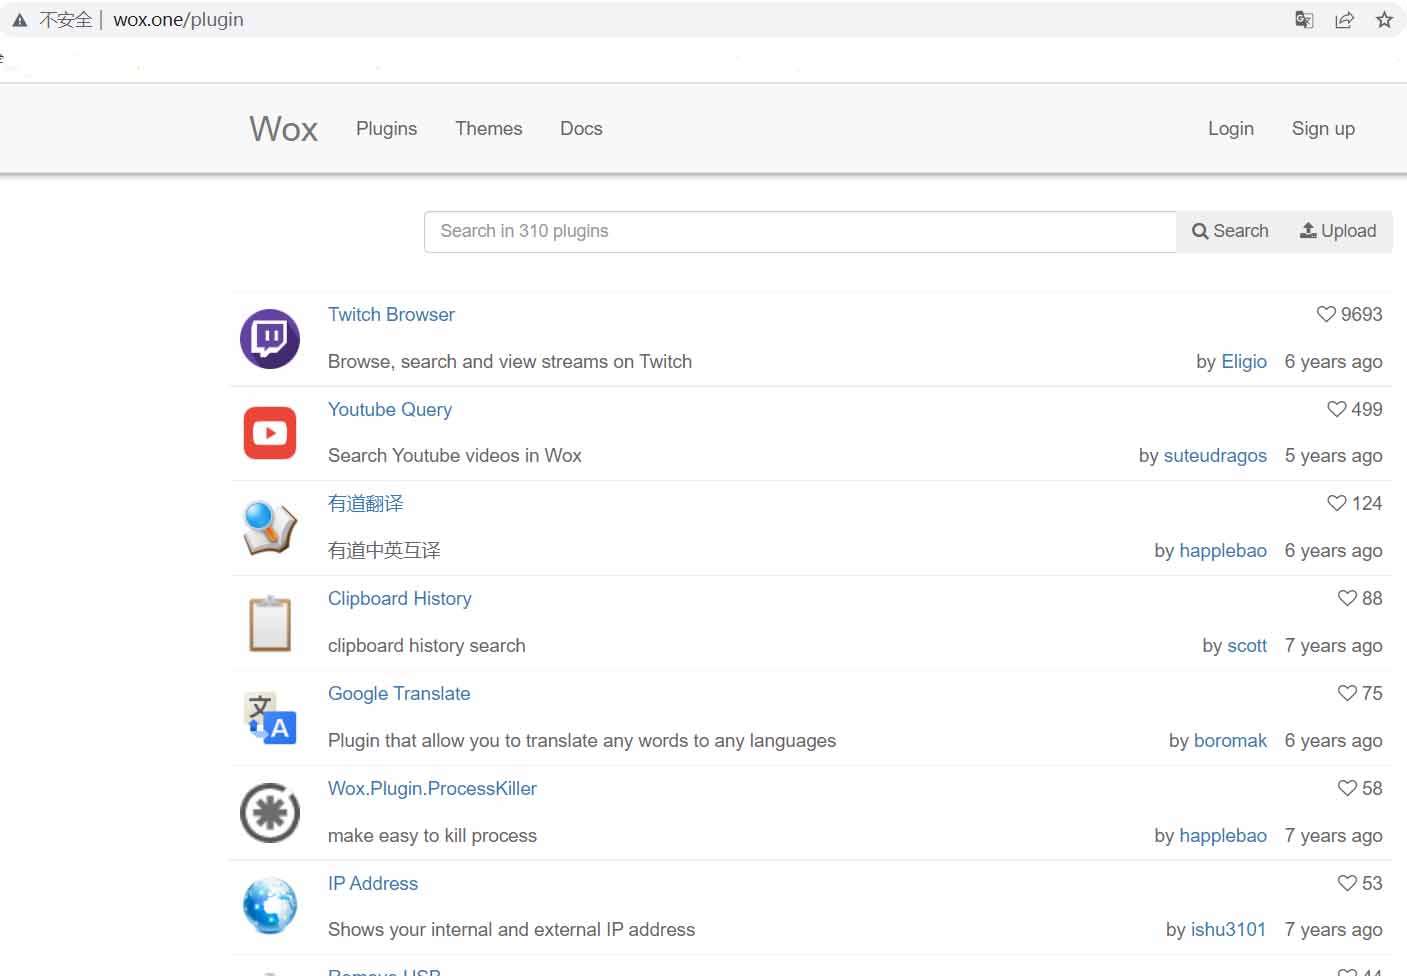 不安全 | wox.one/plugin
Wox Plugins Themes Docs Login Sign up
Search in 310 plugins Search Upload
Twitch Browser 9693
Browse, search and view streams on Twitch by Eligio 6 years ago
Youtube Query 499
Search Youtube videos in Wox by suteudragos 5 years ago
有道翻译 124
有道中英互译 by happlebao 6 years ago
Clipboard History 88
clipboard history search by scott 7 years ago
Google Translate 75
文 A
Plugin that allow you to translate any words to any languages by boromak 6 years ago
Wox.Plugin.ProcessKiller 58
make easy to kill process by happlebao 7 years ago
IP Address 53
Shows your internal and external IP address by ishu3101 7 years ago
Remove USB 44